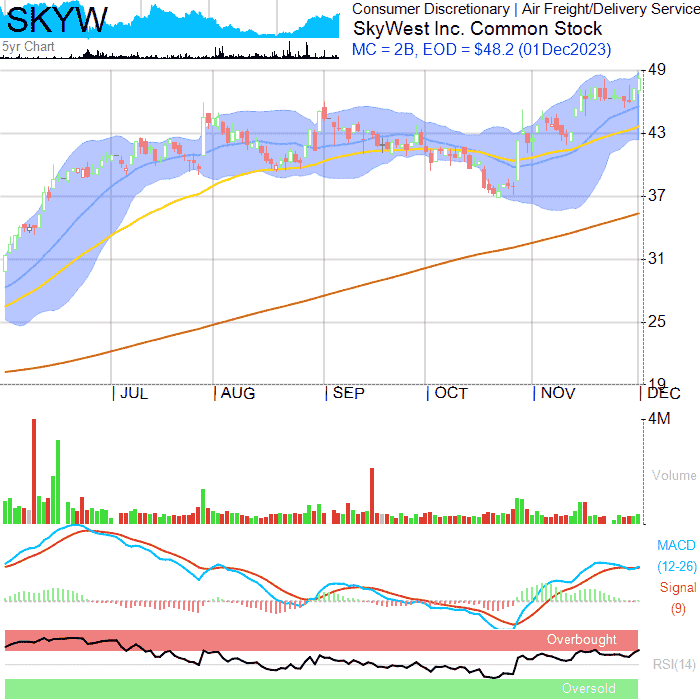 SKYW
5yr Chart
Consumer Discretionary | Air Freight/Delivery Service
SkyWest Inc. Common Stock
MC = 2B, EOD = $48.2 (01Dec2023)
49
43
37
31
25
19
JUL
AUG
SEP
OCT
NOV
DEC
4M
Volume
MACD
(12-26)
Signal
(9)
Overbought
RSI(14)
Oversold